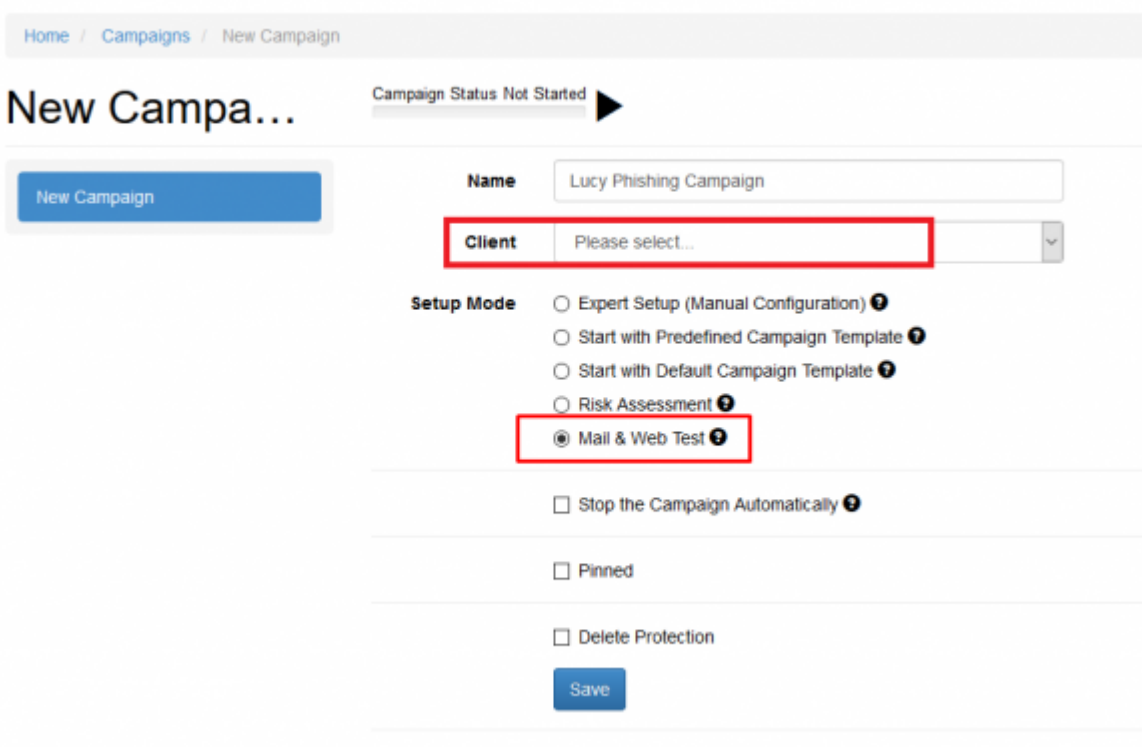 Home / Campaigns / New Campaign
New Campa...
Campaign Status Not Started
New Campaign
Name Lucy Phishing Campaign
Client Please select...
Setup Mode Expert Setup (Manual Configuration) ?
Start with Predefined Campaign Template ?
Start with Default Campaign Template ?
Risk Assessment ?
Mail & Web Test ?
Stop the Campaign Automatically ?
Pinned
Delete Protection
Save